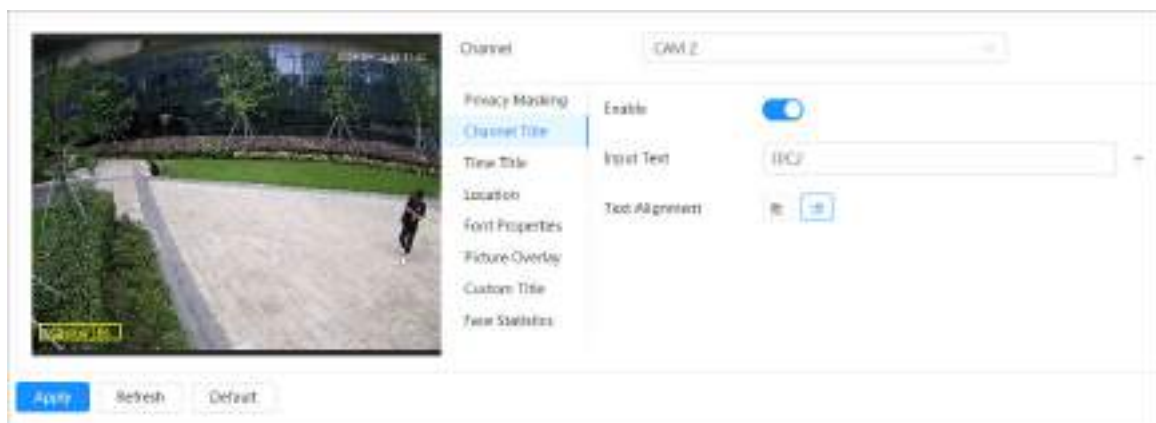 Channel
CAM 2
Privacy Masking
Enable
Channel Title
Time Title
Input Text
Location
Text Alignment
Font Properties
Picture Overlay
Custom Title
Face Statistics
Apply
Refresh
Default